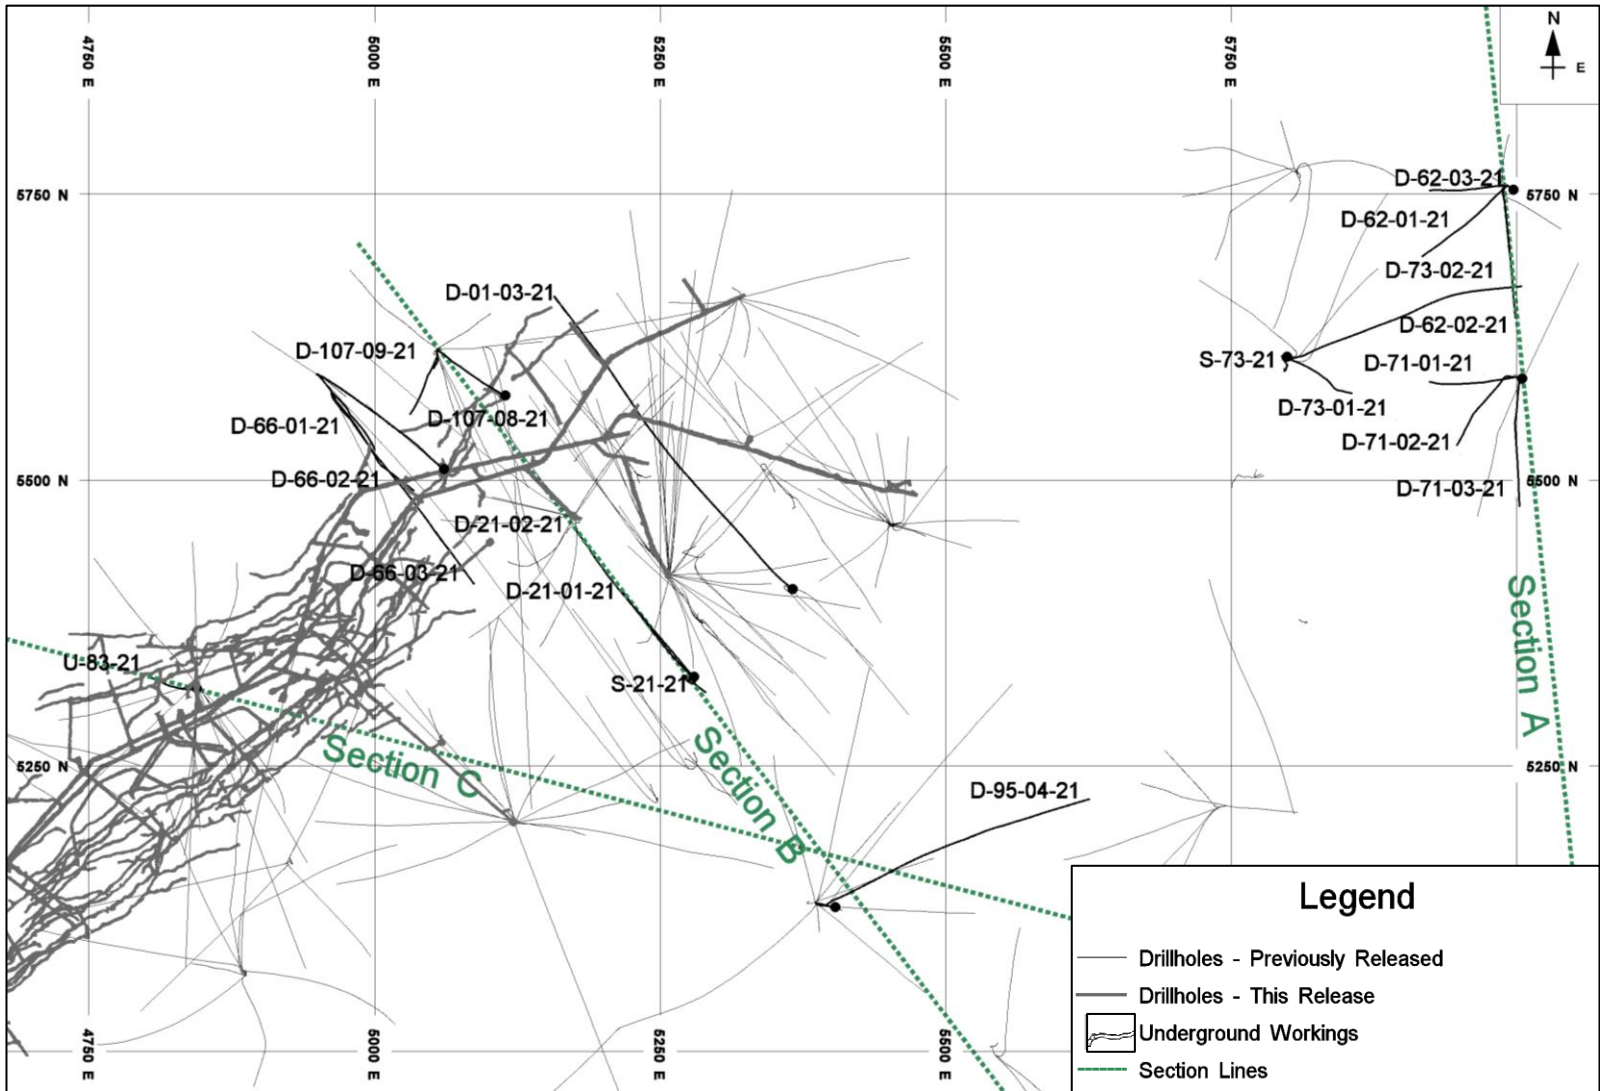 4750 E
5000 E
5250 E
5500 E
5750 E
N
E
5750 N
D-62-03-21
5750 N
D-62-01-21
D-73-02-21
D-01-03-21
D-62-02-21
D-107-09-21
S-73-21
D-71-01-21
D-107-08-21
D-73-01-21
D-66-01-21
D-71-02-21
5500 N
D-66-02-21
D-71-03-21
5500 N
D-21-02-21
D-66-03-21
D-21-01-21
Section A
U-83-21
S-21-21
Section B
Section C
5250 N
5250 N
D-95-04-21
Legend
Drillholes - Previously Released
Drillholes - This Release
Underground Workings
Section Lines
4750 E
5000 E
5250 E
5500 E